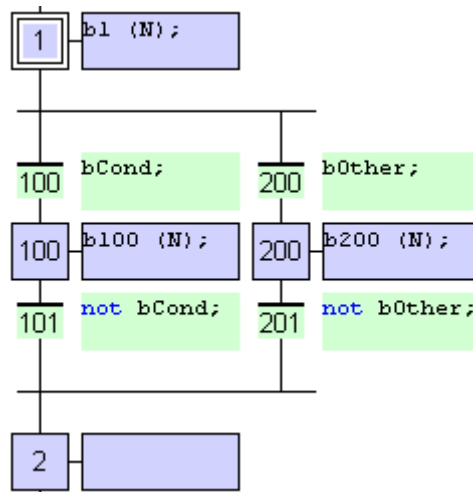 1 b1 (N);
100 bCond; 200 bOther;
100 b100 (N); 200 b200 (N);
101 not bCond; 201 not bOther;
2